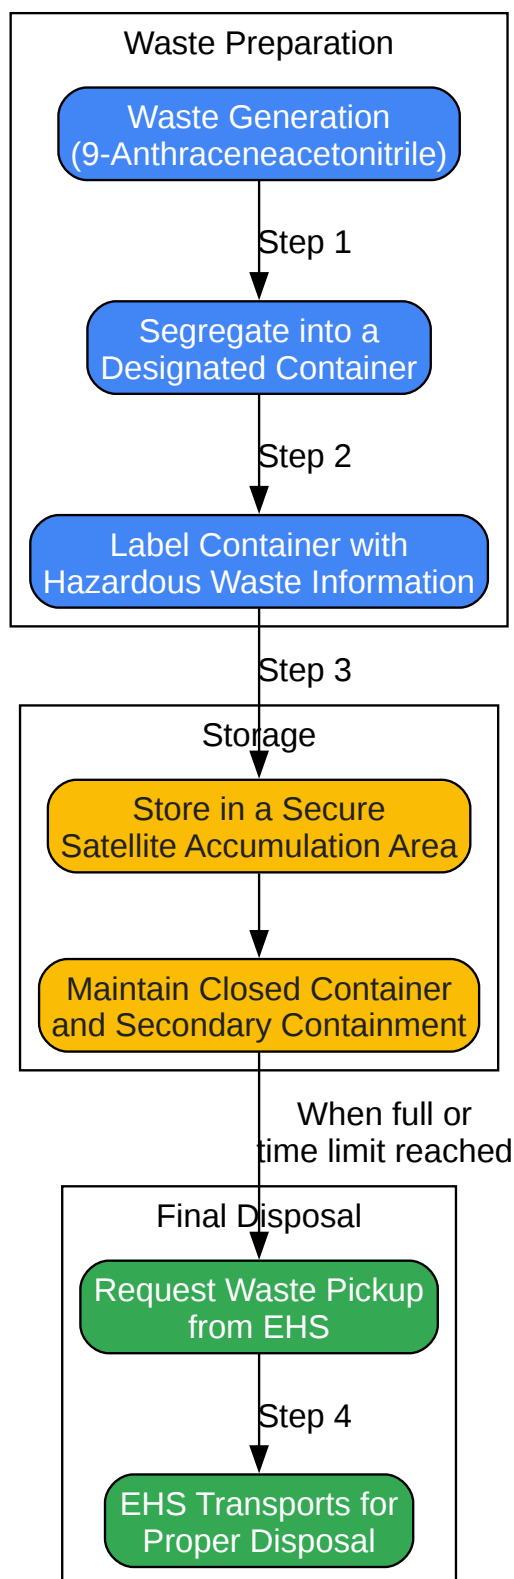 Waste Preparation
Waste Generation
(9-Anthraceneacetonitrile)
Step 1
Segregate into a
Designated Container
Step 2
Label Container with
Hazardous Waste Information
Step 3
Storage
Store in a Secure
Satellite Accumulation Area
Maintain Closed Container
and Secondary Containment
When full or
time limit reached
Final Disposal
Request Waste Pickup
from EHS
Step 4
EHS Transports for
Proper Disposal